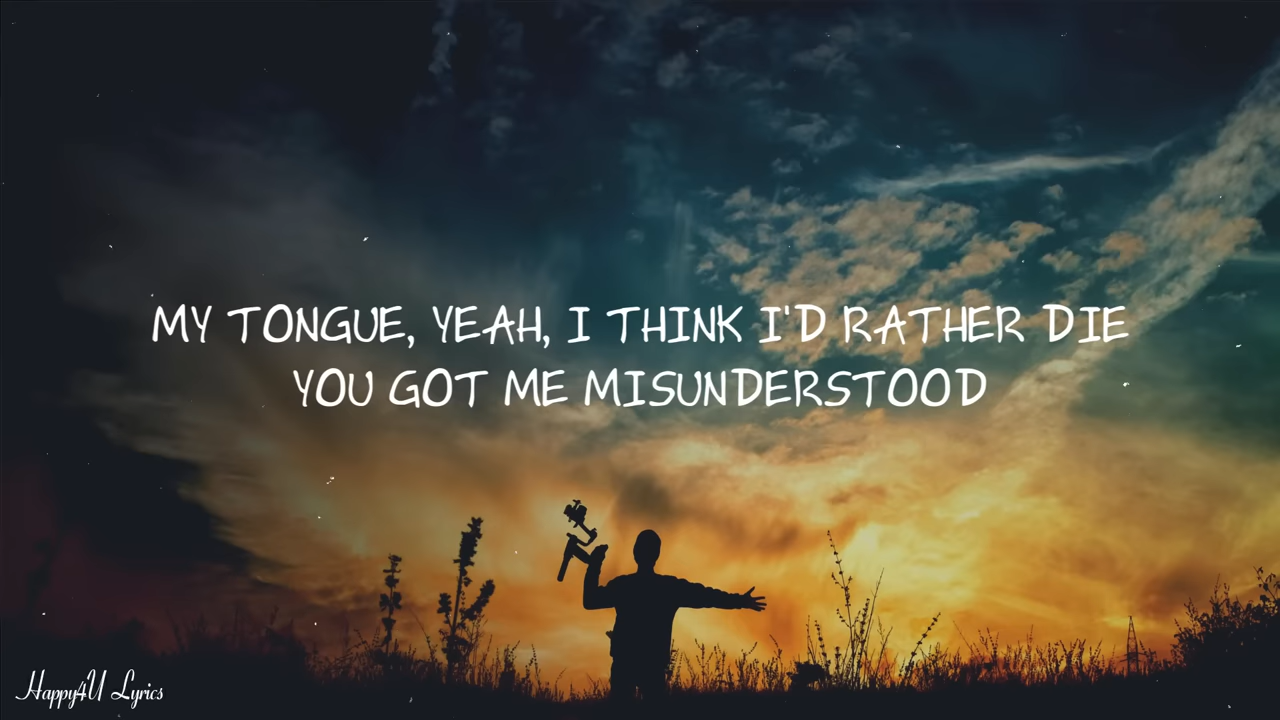 MY TONGUE, YEAH, I THINK I'D RATHER DIE
YOU GOT ME MISUNDERSTOOD
Happy4U Lyrics